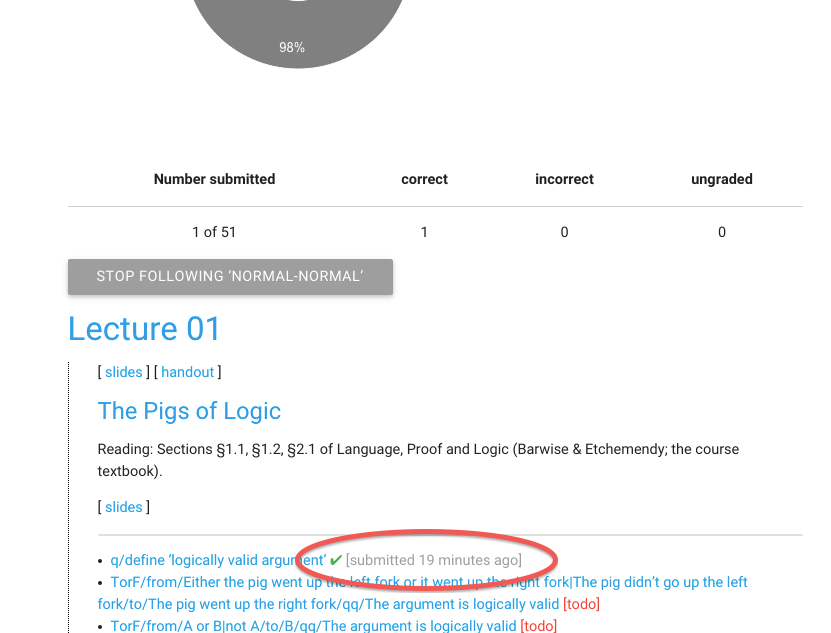 98%
Number submitted correct incorrect ungraded
1 of 51 1 0 0
STOP FOLLOWING ‘NORMAL-NORMAL’
Lecture 01
[ slides ] [ handout ]
The Pigs of Logic
Reading: Sections §1.1, §1.2, §2.1 of Language, Proof and Logic (Barwise & Etchemendy; the course
textbook).
[ slides ]
• q/define ‘logically valid argument’ ✔ [submitted 19 minutes ago]
• TorF/from/Either the pig went up the left fork or it went up the right fork|The pig didn’t go up the left
fork/to/The pig went up the right fork/qq/The argument is logically valid [todo]
• TorF/from/A or B|not A/to/B/qq/The argument is logically valid [todo]